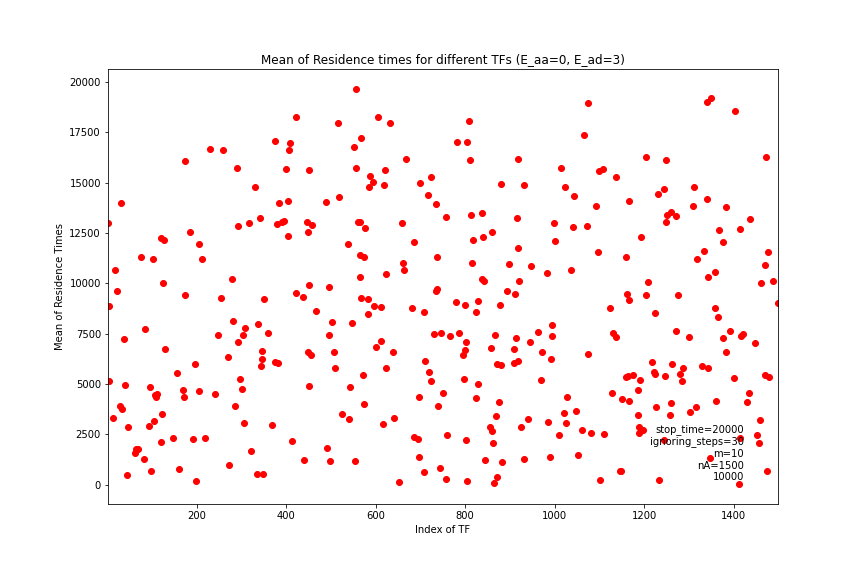 Mean of Residence times for different TFs (E_aa=0, E_ad=3)
20000
17500
15000
12500
10000
7500
5000
2500
0
Mean of Residence Times
stop_time=20000
ignoring_steps=30
m=10
nA=1500
10000
200 400 600 800 1000 1200 1400
Index of TF